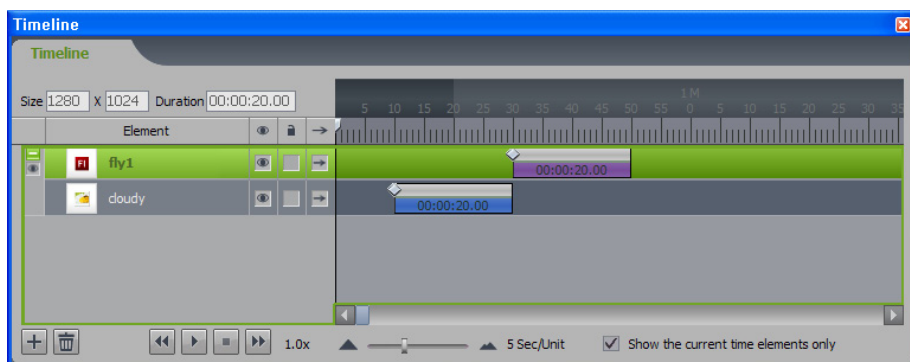 Timeline
Timeline
Size 1280 X 1024 Duration 00:00:20.00
1 M
5 10 15 20 25 30 35 40 45 50 55 0 5 10 15 20 25 30 35
Element
Fl fly1 00:00:20.00
cloudy 00:00:20.00
1.0x 5 Sec/Unit Show the current time elements only